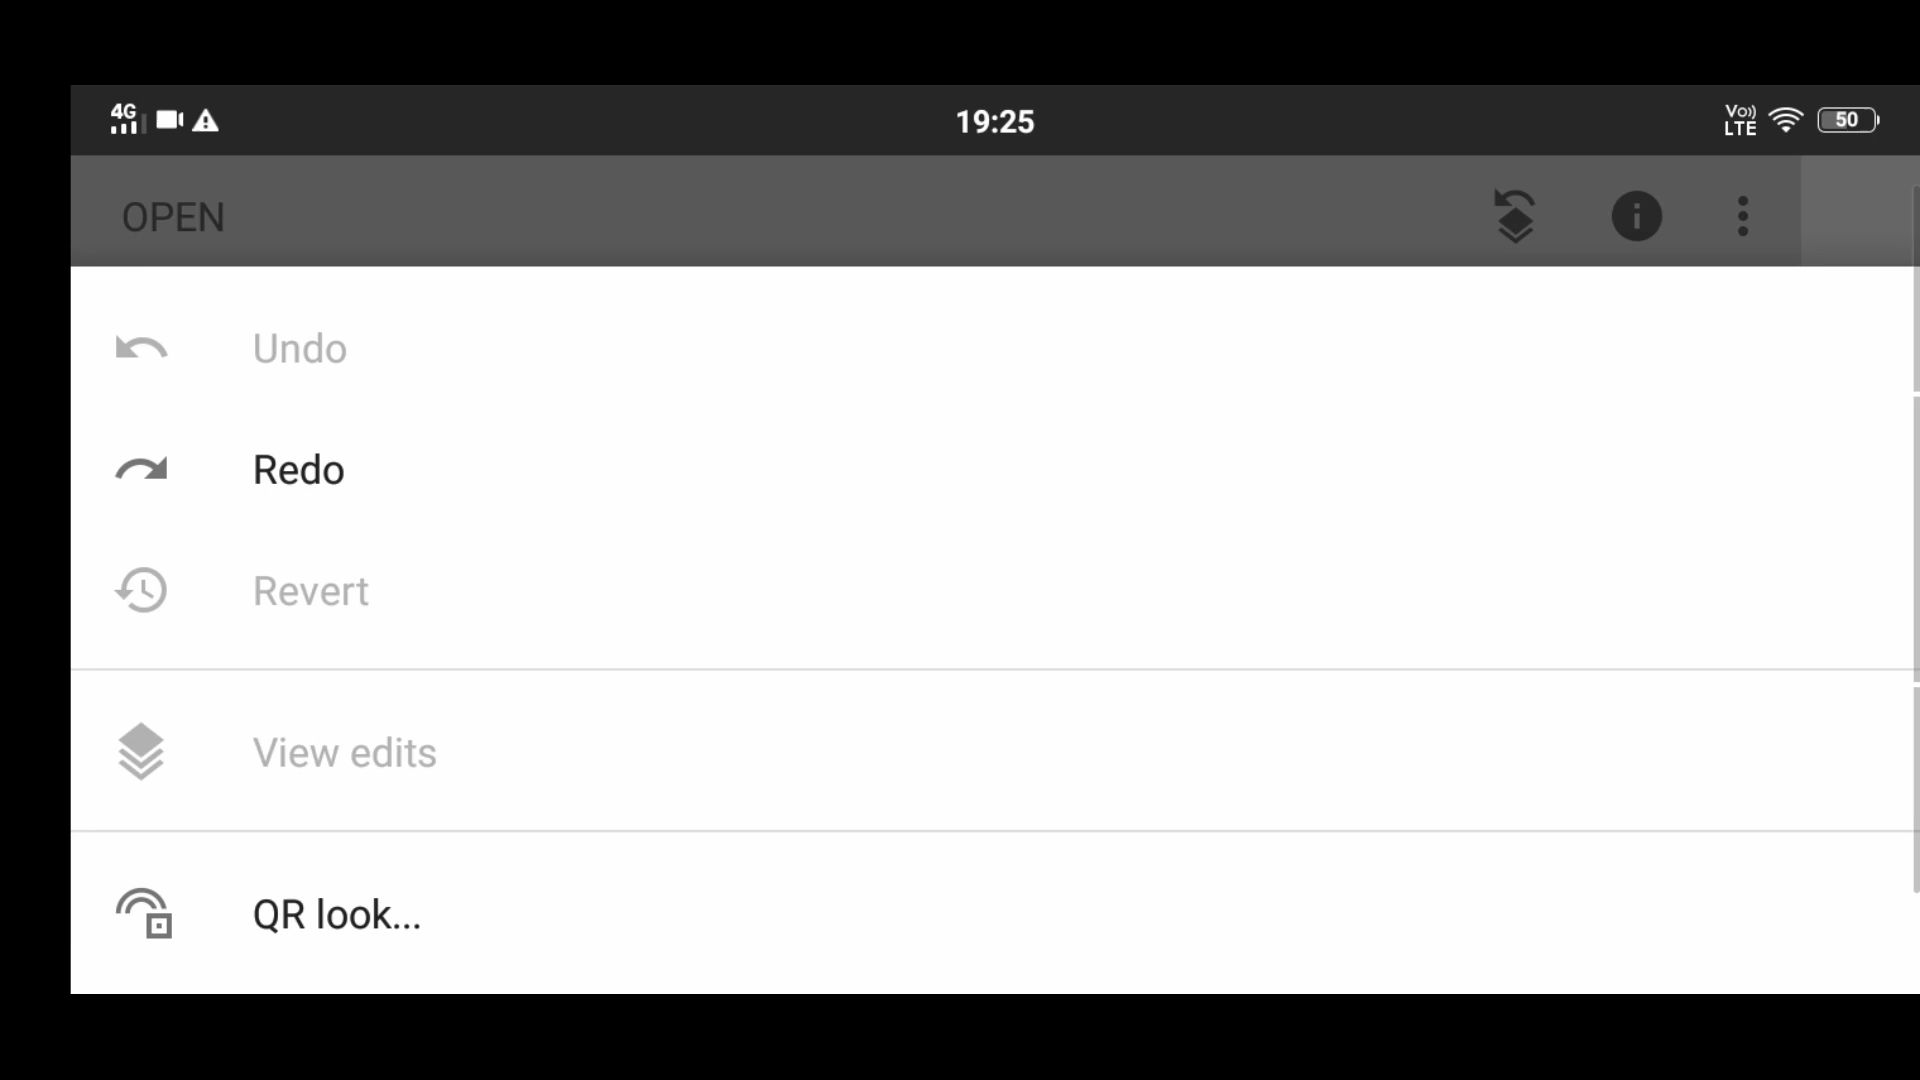 4G
19:25
Vo))
LTE
50
OPEN
Undo
Redo
Revert
View edits
QR look...